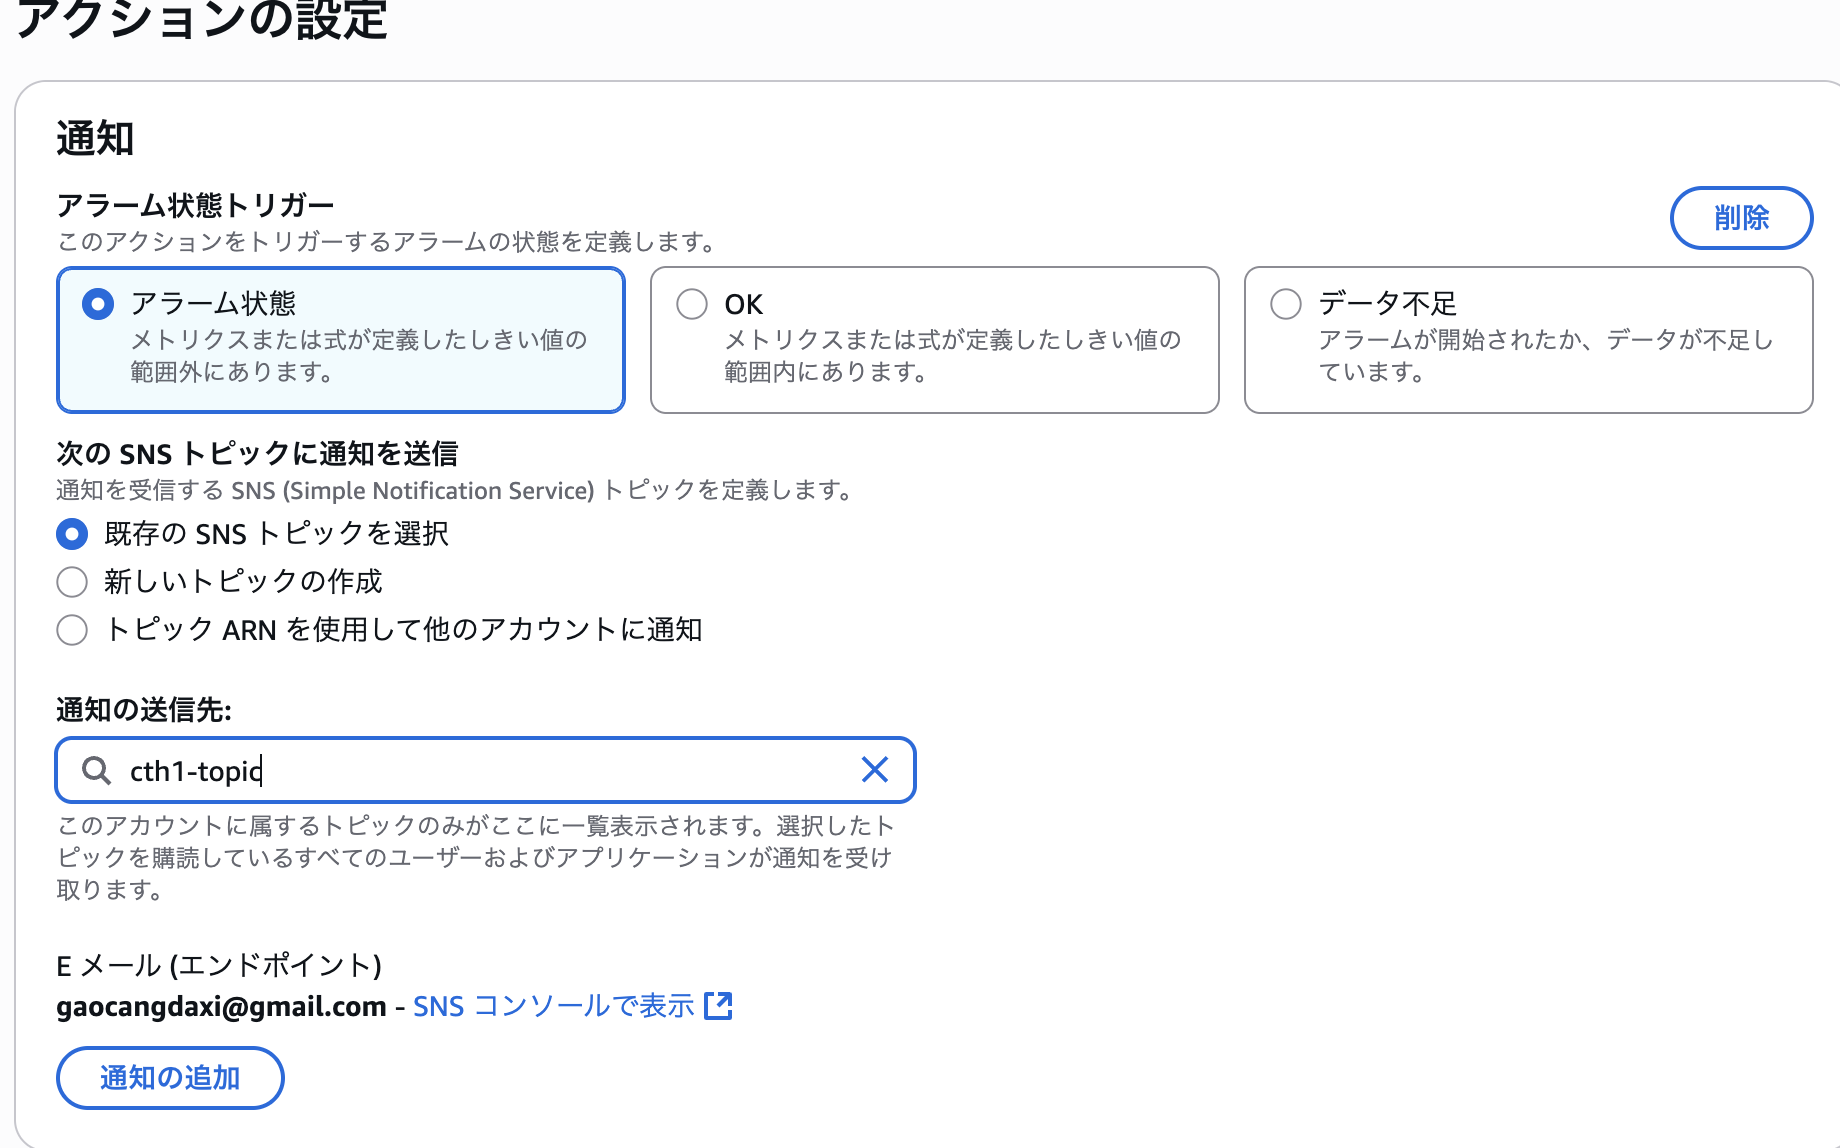 アクションの設定
通知
アラーム状態トリガー
このアクションをトリガーするアラームの状態を定義します。
削除
アラーム状態
メトリクスまたは式が定義したしきい値の
範囲外にあります。
OK
メトリクスまたは式が定義したしきい値の
範囲内にあります。
データ不足
アラームが開始されたか、データが不足し
ています。
次の SNS トピックに通知を送信
通知を受信する SNS (Simple Notification Service) トピックを定義します。
既存の SNS トピックを選択
新しいトピックの作成
トピック ARN を使用して他のアカウントに通知
通知の送信先:
cth1-topic
このアカウントに属するトピックのみがここに一覧表示されます。選択したト
ピックを購読しているすべてのユーザーおよびアプリケーションが通知を受け
取ります。
E メール (エンドポイント)
gaocangdaxi@gmail.com - SNS コンソールで表示
通知の追加